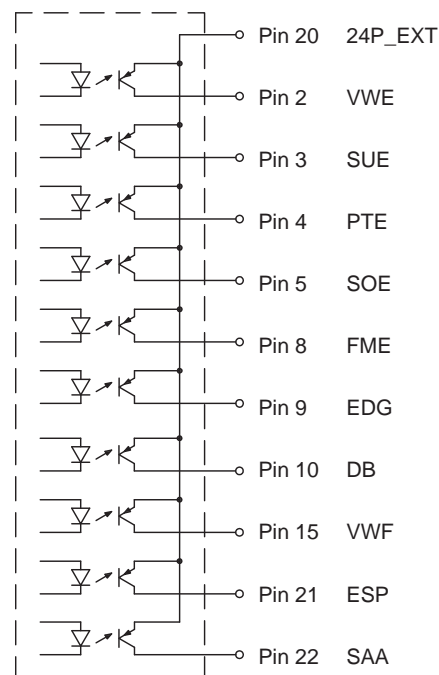 Pin 20 24P_EXT
Pin 2 VWE
Pin 3 SUE
Pin 4 PTE
Pin 5 SOE
Pin 8 FME
Pin 9 EDG
Pin 10 DB
Pin 15 VWF
Pin 21 ESP
Pin 22 SAA